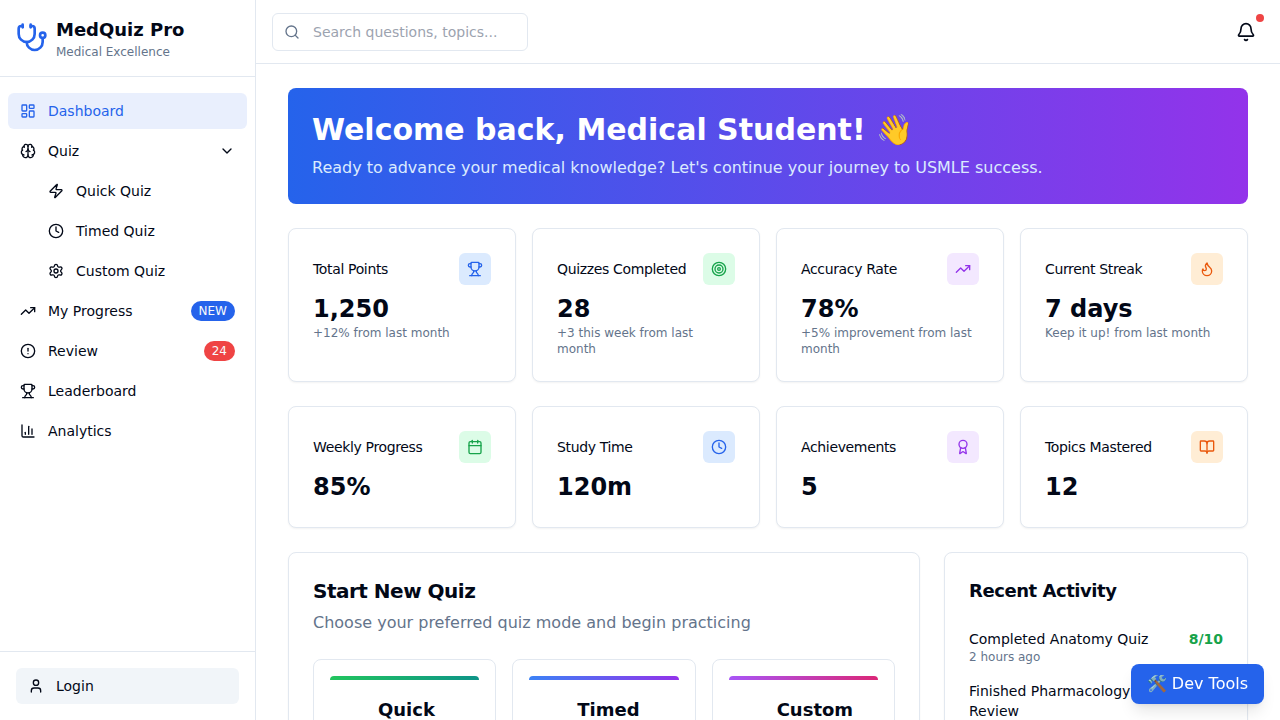 MedQuiz Pro
Medical Excellence
Search questions, topics...
Dashboard
Quiz
Quick Quiz
Timed Quiz
Custom Quiz
My Progress NEW
Review 24
Leaderboard
Analytics
Login
Welcome back, Medical Student! 👋
Ready to advance your medical knowledge? Let's continue your journey to USMLE success.
Total Points
1,250
+12% from last month
Quizzes Completed
28
+3 this week from last
month
Accuracy Rate
78%
+5% improvement from last
month
Current Streak
7 days
Keep it up! from last month
Weekly Progress
85%
Study Time
120m
Achievements
5
Topics Mastered
12
Start New Quiz
Choose your preferred quiz mode and begin practicing
Quick
Timed
Custom
Recent Activity
Completed Anatomy Quiz 8/10
2 hours ago
Finished Pharmacology
Review
🛠️ Dev Tools